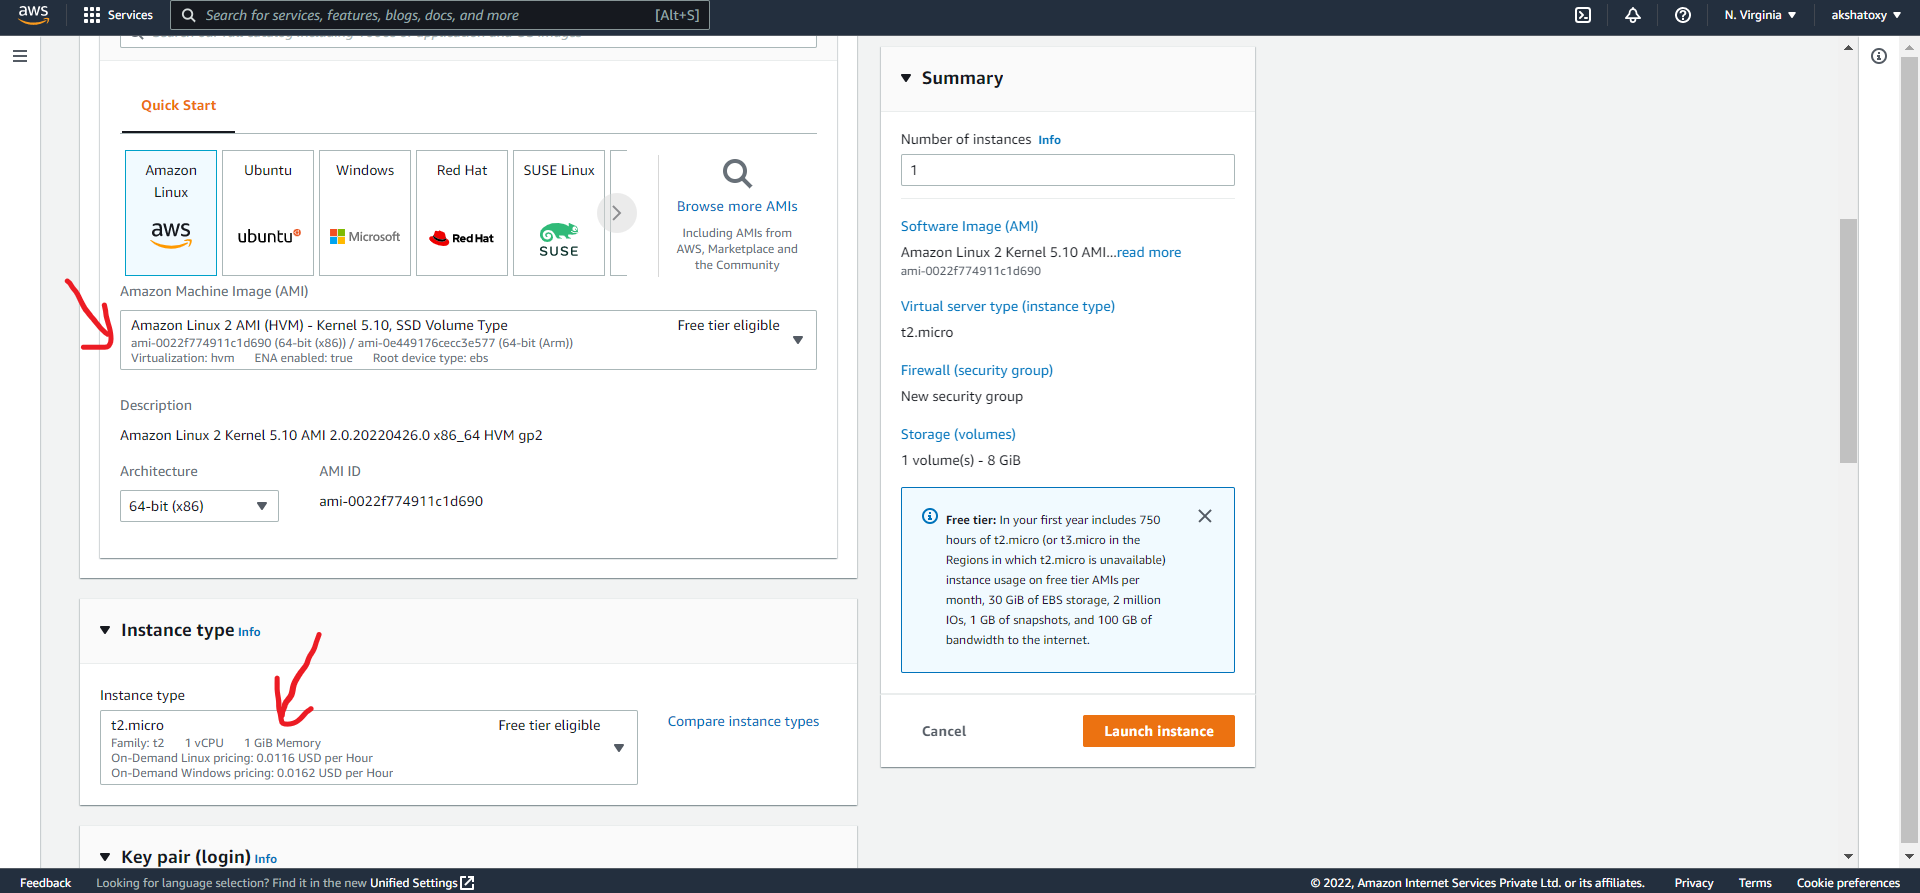 aws
Services
Search for services, features, blogs, docs, and more [Alt+S]
N. Virginia
akshatoxy
Quick Start
Amazon
Linux
aws
Ubuntu
ubuntu
Windows
Microsoft
Red Hat
Red Hat
SUSE Linux
SUSE
Browse more AMIs
Including AMIs from
AWS, Marketplace and
the Community
Amazon Machine Image (AMI)
Amazon Linux 2 AMI (HVM) - Kernel 5.10, SSD Volume Type Free tier eligible
ami-0022f774911c1d690 (64-bit (x86)) / ami-0e449176cecc3e577 (64-bit (Arm))
Virtualization: hvm ENA enabled: true Root device type: ebs
Description
Amazon Linux 2 Kernel 5.10 AMI 2.0.20220426.0 x86_64 HVM gp2
Architecture
64-bit (x86)
AMI ID
ami-0022f774911c1d690
Instance type Info
Instance type
t2.micro Free tier eligible
Family: t2 1 vCPU 1 GiB Memory
On-Demand Linux pricing: 0.0116 USD per Hour
On-Demand Windows pricing: 0.0162 USD per Hour
Compare instance types
Key pair (login) Info
Summary
Number of instances Info
1
Software Image (AMI)
Amazon Linux 2 Kernel 5.10 AMI...read more
ami-0022f774911c1d690
Virtual server type (instance type)
t2.micro
Firewall (security group)
New security group
Storage (volumes)
1 volume(s) - 8 GiB
Free tier: In your first year includes 750
hours of t2.micro (or t3.micro in the
Regions in which t2.micro is unavailable)
instance usage on free tier AMIs per
month, 30 GiB of EBS storage, 2 million
IOs, 1 GB of snapshots, and 100 GB of
bandwidth to the internet.
Cancel
Launch instance
Feedback
Looking for language selection? Find it in the new Unified Settings
© 2022, Amazon Internet Services Private Ltd. or its affiliates.
Privacy
Terms
Cookie preferences